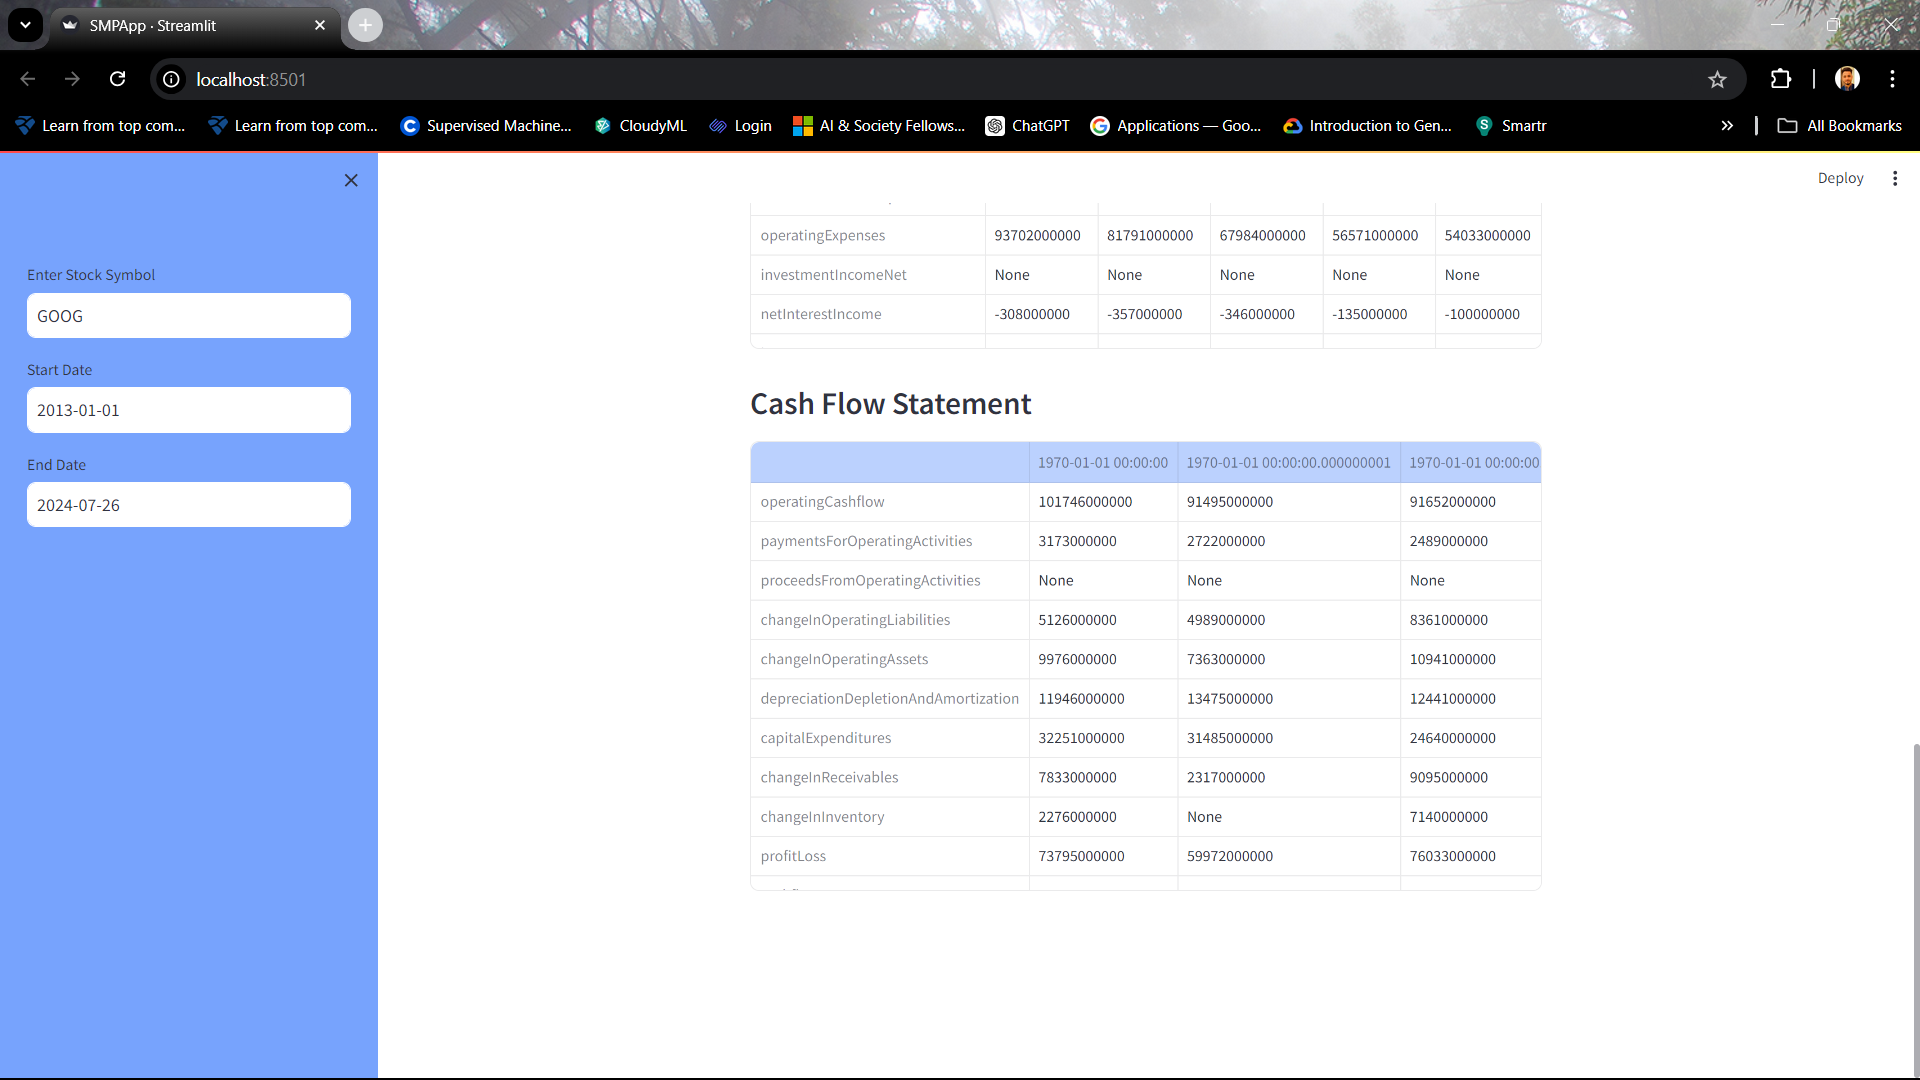 SMPApp · Streamlit
localhost:8501
Learn from top com...
Learn from top com...
Supervised Machine...
CloudyML
Login
AI & Society Fellows...
ChatGPT
Applications — Goo...
Introduction to Gen...
Smartr
All Bookmarks
Deploy
Enter Stock Symbol
GOOG
Start Date
2013-01-01
End Date
2024-07-26
operatingExpenses 93702000000 81791000000 67984000000 56571000000 54033000000
investmentIncomeNet None None None None None
netInterestIncome -308000000 -357000000 -346000000 -135000000 -100000000
Cash Flow Statement
1970-01-01 00:00:00 1970-01-01 00:00:00.000000001 1970-01-01 00:00:00
operatingCashflow 101746000000 91495000000 91652000000
paymentsForOperatingActivities 3173000000 2722000000 2489000000
proceedsFromOperatingActivities None None None
changeInOperatingLiabilities 5126000000 4989000000 8361000000
changeInOperatingAssets 9976000000 7363000000 10941000000
depreciationDepletionAndAmortization 11946000000 13475000000 12441000000
capitalExpenditures 32251000000 31485000000 24640000000
changeInReceivables 7833000000 2317000000 9095000000
changeInInventory 2276000000 None 7140000000
profitLoss 73795000000 59972000000 76033000000